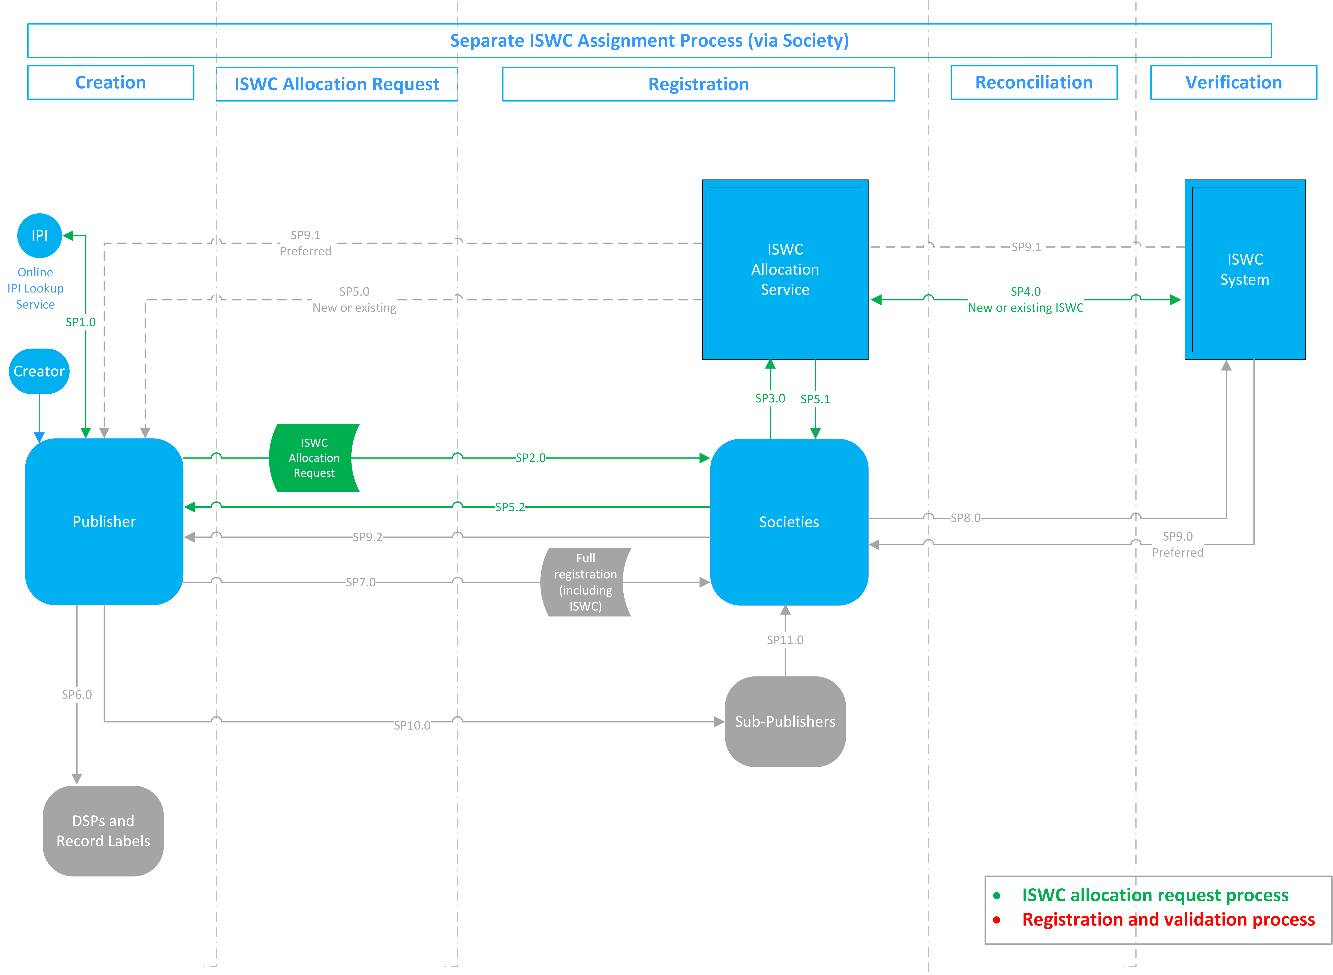 Separate ISWC Assignment Process (via Society)
Creation
ISWC Allocation Request
Registration
Reconciliation
Verification
IPI
Online
IPI Lookup
Service
SP1.0
Creator
SP9.1
Preferred
SP5.0
New or existing
ISWC
Allocation
Service
SP9.1
SP4.0
New or existing ISWC
ISWC
System
SP3.0
SP5.1
ISWC
Allocation
Request
SP2.0
Publisher
SP5.2
SP9.2
Societies
SP8.0
SP9.0
Preferred
SP7.0
Full
registration
(including
ISWC)
SP11.0
SP6.0
SP10.0
Sub-Publishers
DSPs and
Record Labels
• ISWC allocation request process
• Registration and validation process